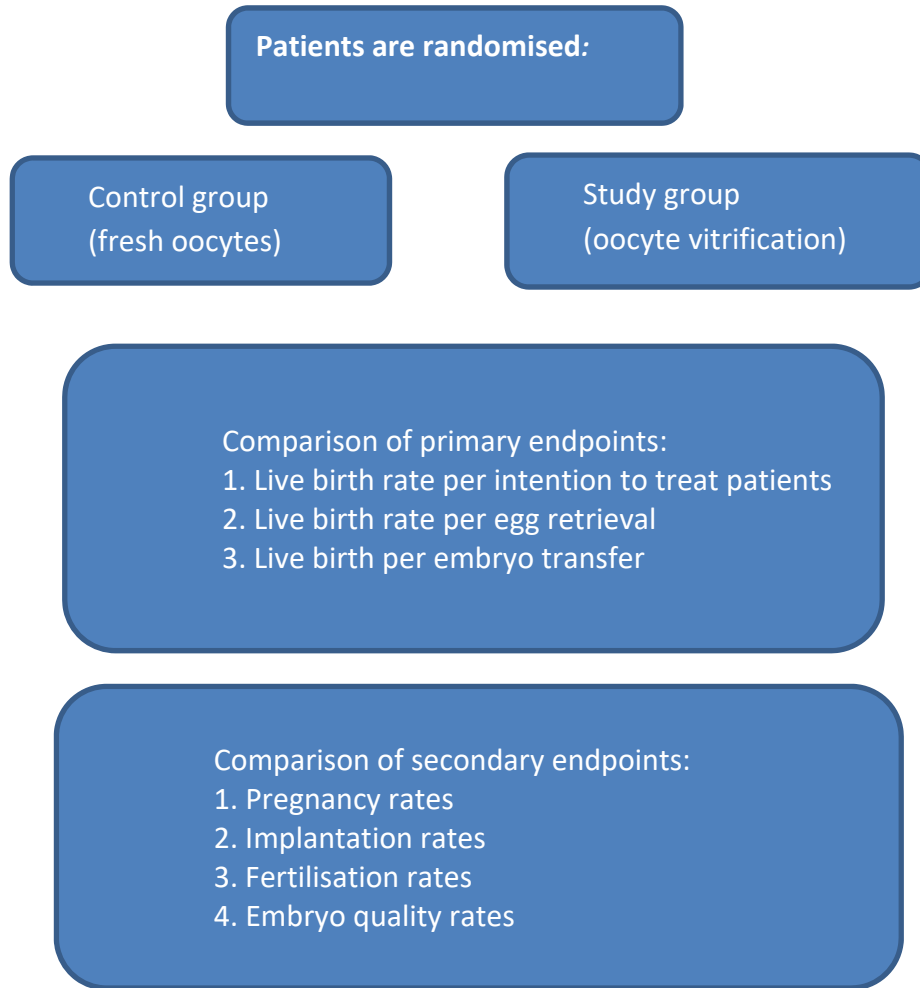 Patients are randomised:
Control group
(fresh oocytes)
Study group
(oocyte vitrification)
Comparison of primary endpoints:
1. Live birth rate per intention to treat patients
2. Live birth rate per egg retrieval
3. Live birth per embryo transfer
Comparison of secondary endpoints:
1. Pregnancy rates
2. Implantation rates
3. Fertilisation rates
4. Embryo quality rates